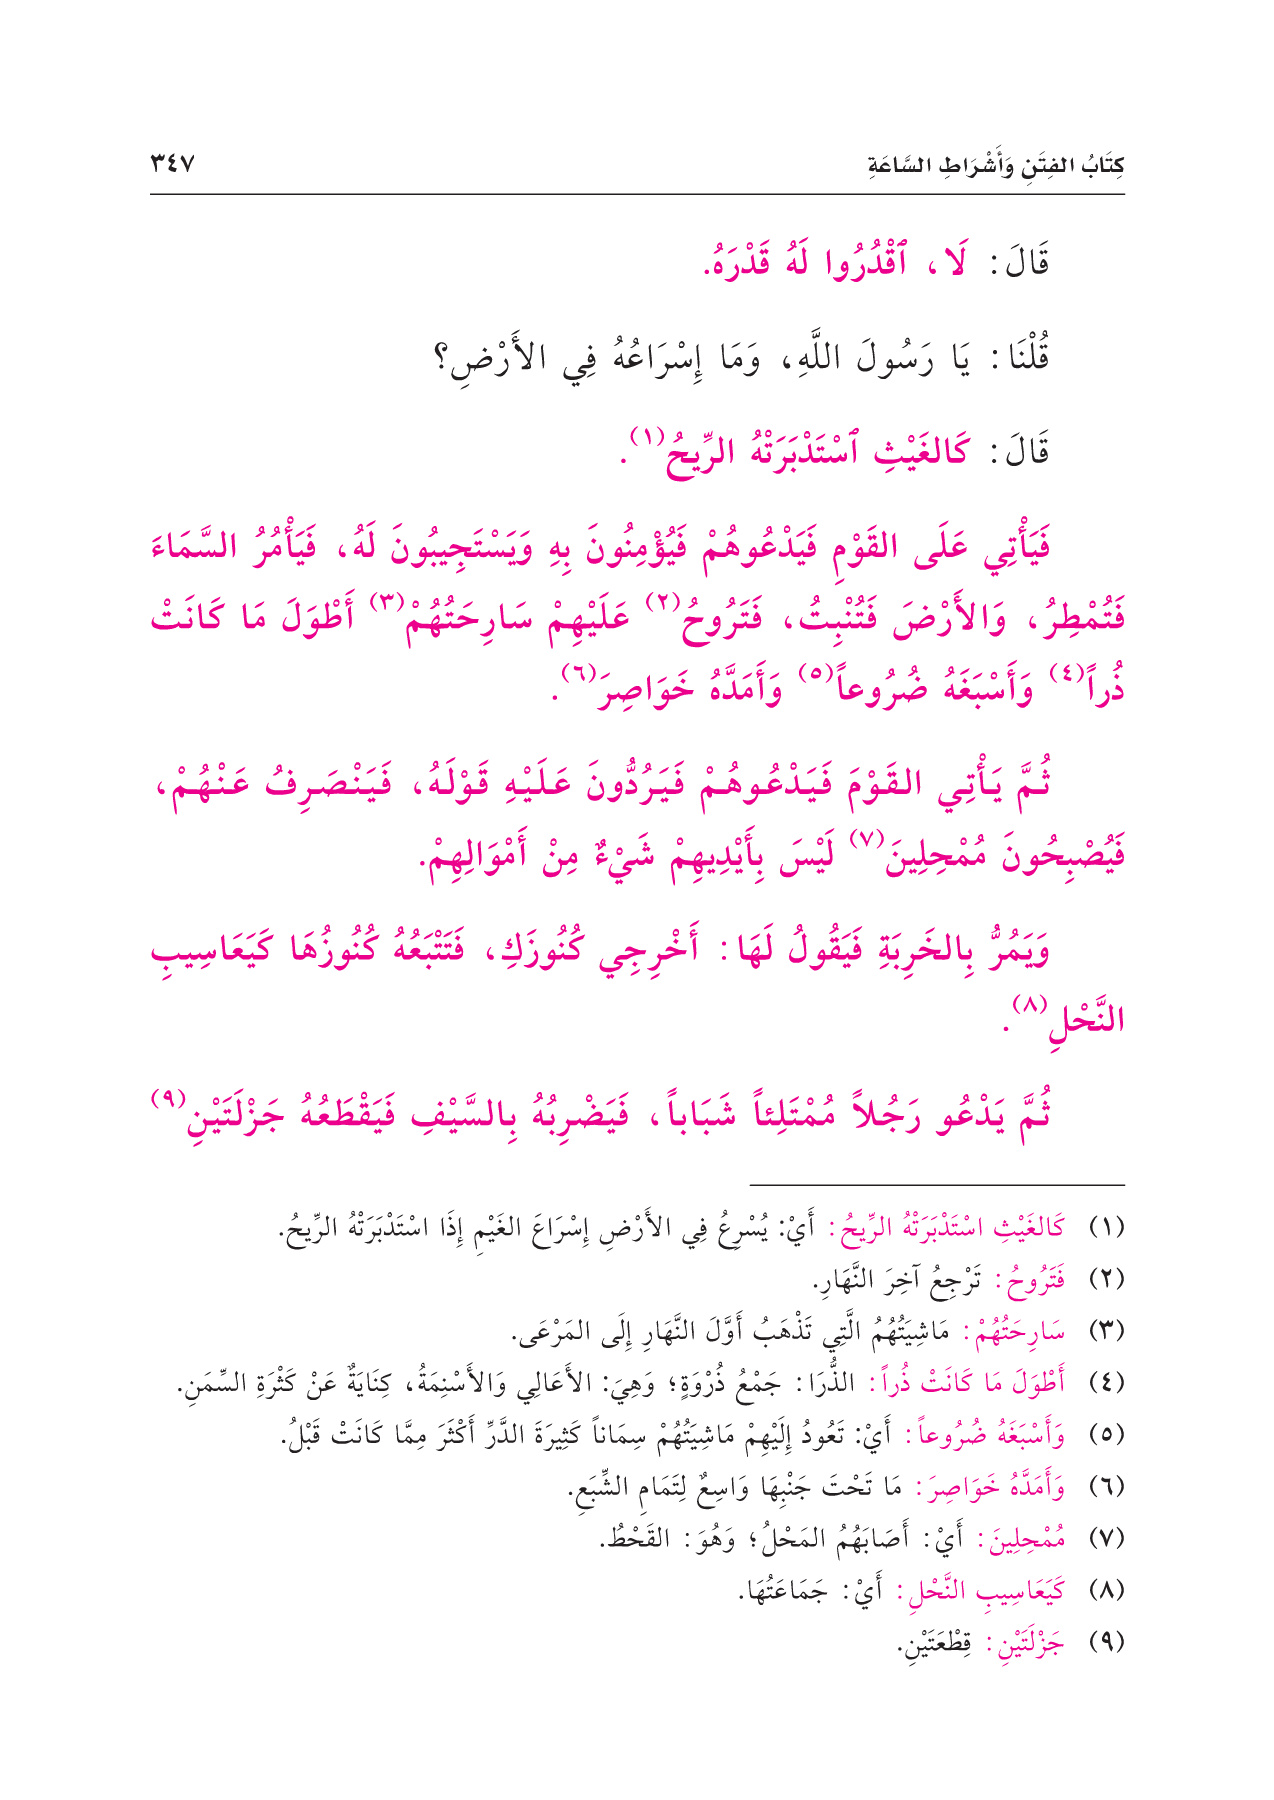 كِتَابُ الفِتَنِ وَأَشْرَاطِ السَّاعَةِ ٣٤٧
قَالَ: لَا، ٱقْدُرُوا لَهُ قَدْرَهُ.
قُلْنَا: يَا رَسُولَ اللَّهِ، وَمَا إِسْرَاعُهُ فِي الأَرْضِ؟
قَالَ: كَالغَيْثِ ٱسْتَدْبَرَتْهُ الرِّيحُ(١).
فَيَأْتِي عَلَى القَوْمِ فَيَدْعُوهُمْ فَيُؤْمِنُونَ بِهِ وَيَسْتَجِيبُونَ لَهُ، فَيَأْمُرُ السَّمَاءَ
فَتُمْطِرُ، وَالأَرْضَ فَتُنْبِتُ، فَتَرُوحُ(٢) عَلَيْهِمْ سَارِحَتُهُمْ(٣) أَطْوَلَ مَا كَانَتْ
ذُراً(٤) وَأَسْبَغَهُ ضُرُوعاً(٥) وَأَمَدَّهُ خَوَاصِرَ(٦).
ثُمَّ يَأْتِي القَوْمَ فَيَدْعُوهُمْ فَيَرُدُّونَ عَلَيْهِ قَوْلَهُ، فَيَنْصَرِفُ عَنْهُمْ،
فَيُصْبِحُونَ مُمْحِلِينَ(٧) لَيْسَ بِأَيْدِيهِمْ شَيْءٌ مِنْ أَمْوَالِهِمْ.
وَيَمُرُّ بِالخَرِبَةِ فَيَقُولُ لَهَا: أَخْرِجِي كُنُوزَكِ، فَتَتْبَعُهُ كُنُوزُهَا كَيَعَاسِيبِ
النَّحْلِ(٨).
ثُمَّ يَدْعُو رَجُلاً مُمْتَلِئاً شَبَاباً، فَيَضْرِبُهُ بِالسَّيْفِ فَيَقْطَعُهُ جَزْلَتَيْنِ(٩)
(١) كَالغَيْثِ اسْتَدْبَرَتْهُ الرِّيحُ: أَيْ: يُسْرِعُ فِي الأَرْضِ إِسْرَاعَ الغَيْمِ إِذَا اسْتَدْبَرَتْهُ الرِّيحُ.
(٢) فَتَرُوحُ: تَرْجِعُ آخِرَ النَّهَارِ.
(٣) سَارِحَتُهُمْ: مَاشِيَتُهُمُ الَّتِي تَذْهَبُ أَوَّلَ النَّهَارِ إِلَى المَرْعَى.
(٤) أَطْوَلَ مَا كَانَتْ ذُراً: الذُّرَا: جَمْعُ ذُرْوَةٍ؛ وَهِيَ: الأَعَالِي وَالأَسْنِمَةُ، كِنَايَةٌ عَنْ كَثْرَةِ السِّمَنِ.
(٥) وَأَسْبَغَهُ ضُرُوعاً: أَيْ: تَعُودُ إِلَيْهِمْ مَاشِيَتُهُمْ سِمَاناً كَثِيرَةَ الدَّرِّ أَكْثَرَ مِمَّا كَانَتْ قَبْلُ.
(٦) وَأَمَدَّهُ خَوَاصِرَ: مَا تَحْتَ جَنْبِهَا وَاسِعٌ لِتَمَامِ الشِّبَعِ.
(٧) مُمْحِلِينَ: أَيْ: أَصَابَهُمُ المَحْلُ؛ وَهُوَ: القَحْطُ.
(٨) كَيَعَاسِيبِ النَّحْلِ: أَيْ: جَمَاعَتُهَا.
(٩) جَزْلَتَيْنِ: قِطْعَتَيْنِ.